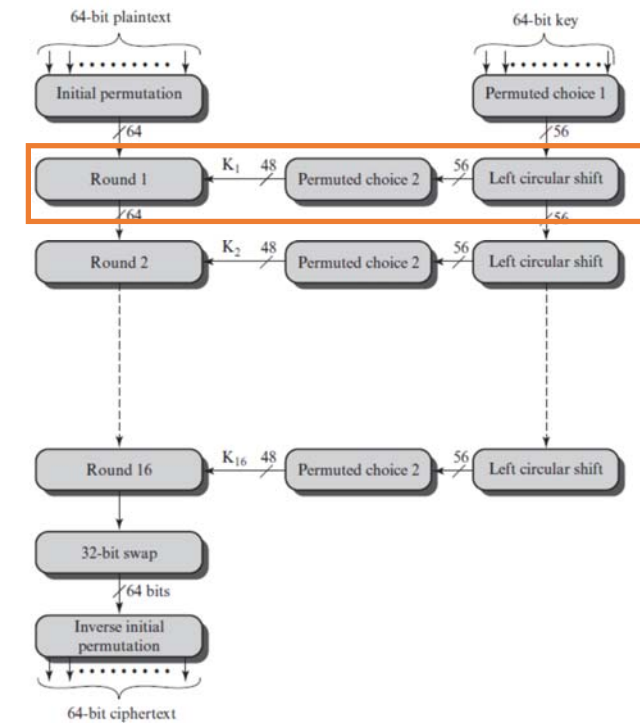 64-bit plaintext
64-bit key
Initial permutation
Permuted choice 1
64
56
Round 1
K1
48
Permuted choice 2
56
Left circular shift
64
56
Round 2
K2
48
Permuted choice 2
56
Left circular shift
Round 16
K16
48
Permuted choice 2
56
Left circular shift
32-bit swap
64 bits
Inverse initial
permutation
64-bit ciphertext